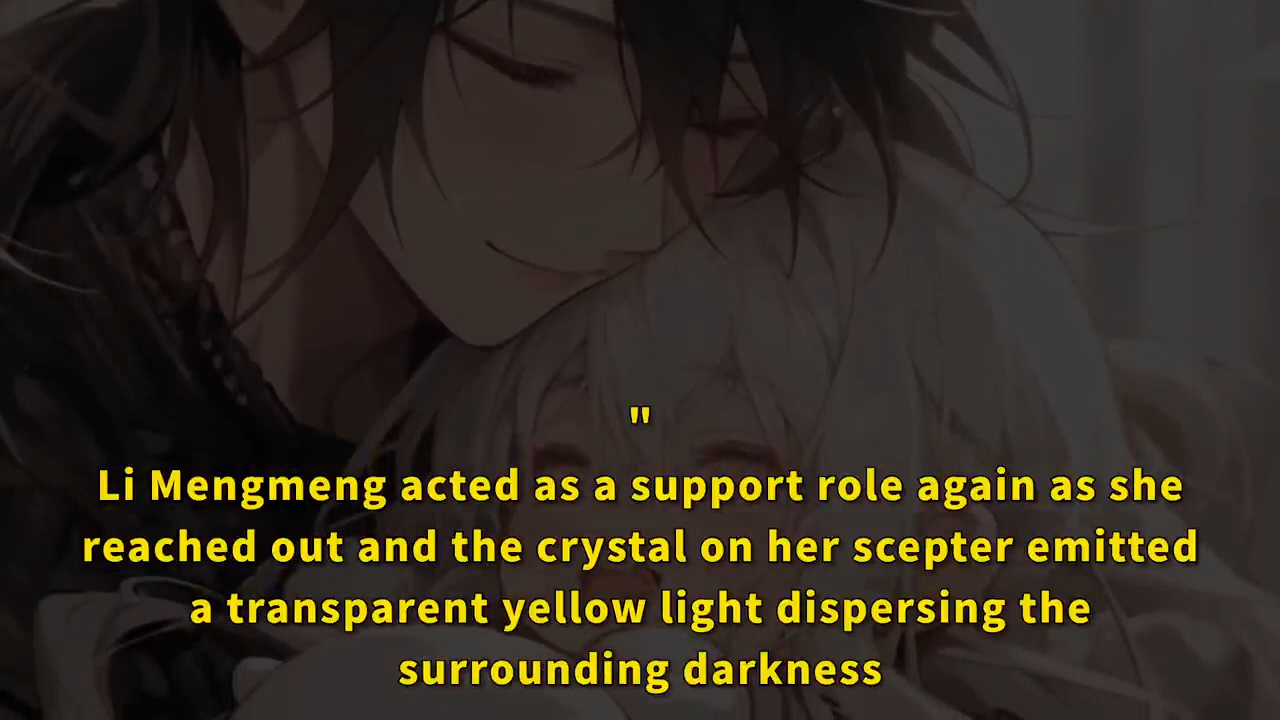 "
Li Mengmeng acted as a support role again as she
reached out and the crystal on her scepter emitted
a transparent yellow light dispersing the
surrounding darkness